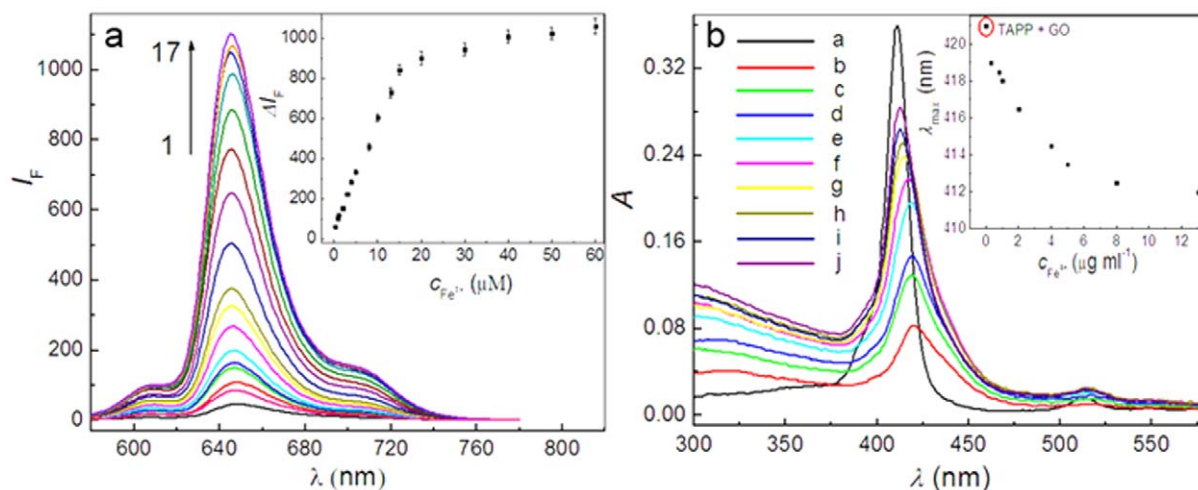 a
17
1
I_F
1000
800
600
400
200
0
λ (nm)
600
640
680
720
760
800
ΔI_F
1000
800
600
400
200
0
0 10 20 30 40 50 60
c_Fe³⁺ (μM)
b
a
b
c
d
e
f
g
h
i
j
A
0.32
0.24
0.16
0.08
0.00
300 350 400 450 500 550
λ (nm)
TAPP + GO
λmax (nm)
420
418
416
414
412
410
0 2 4 6 8 10 12
c_Fe³⁺ (μg ml⁻¹)